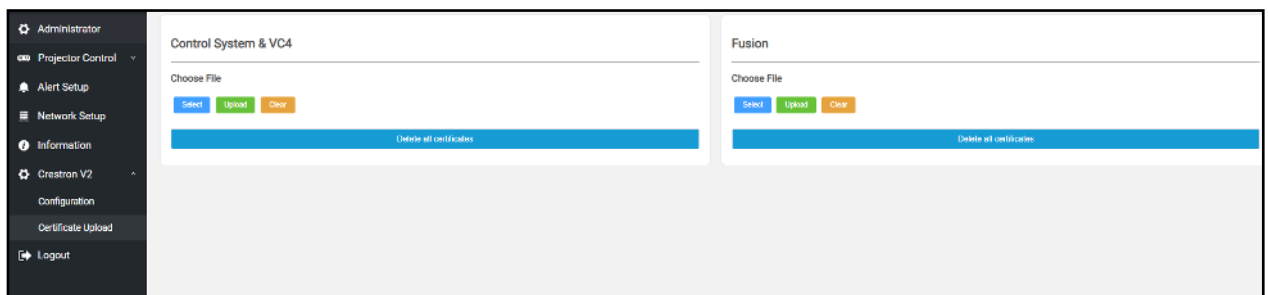 Administrator
Projector Control
Alert Setup
Network Setup
Information
Crestron V2
Configuration
Certificate Upload
Logout
Control System & VC4
Choose File
Select Upload Clear
Delete all certificates
Fusion
Choose File
Select Upload Clear
Delete all certificates